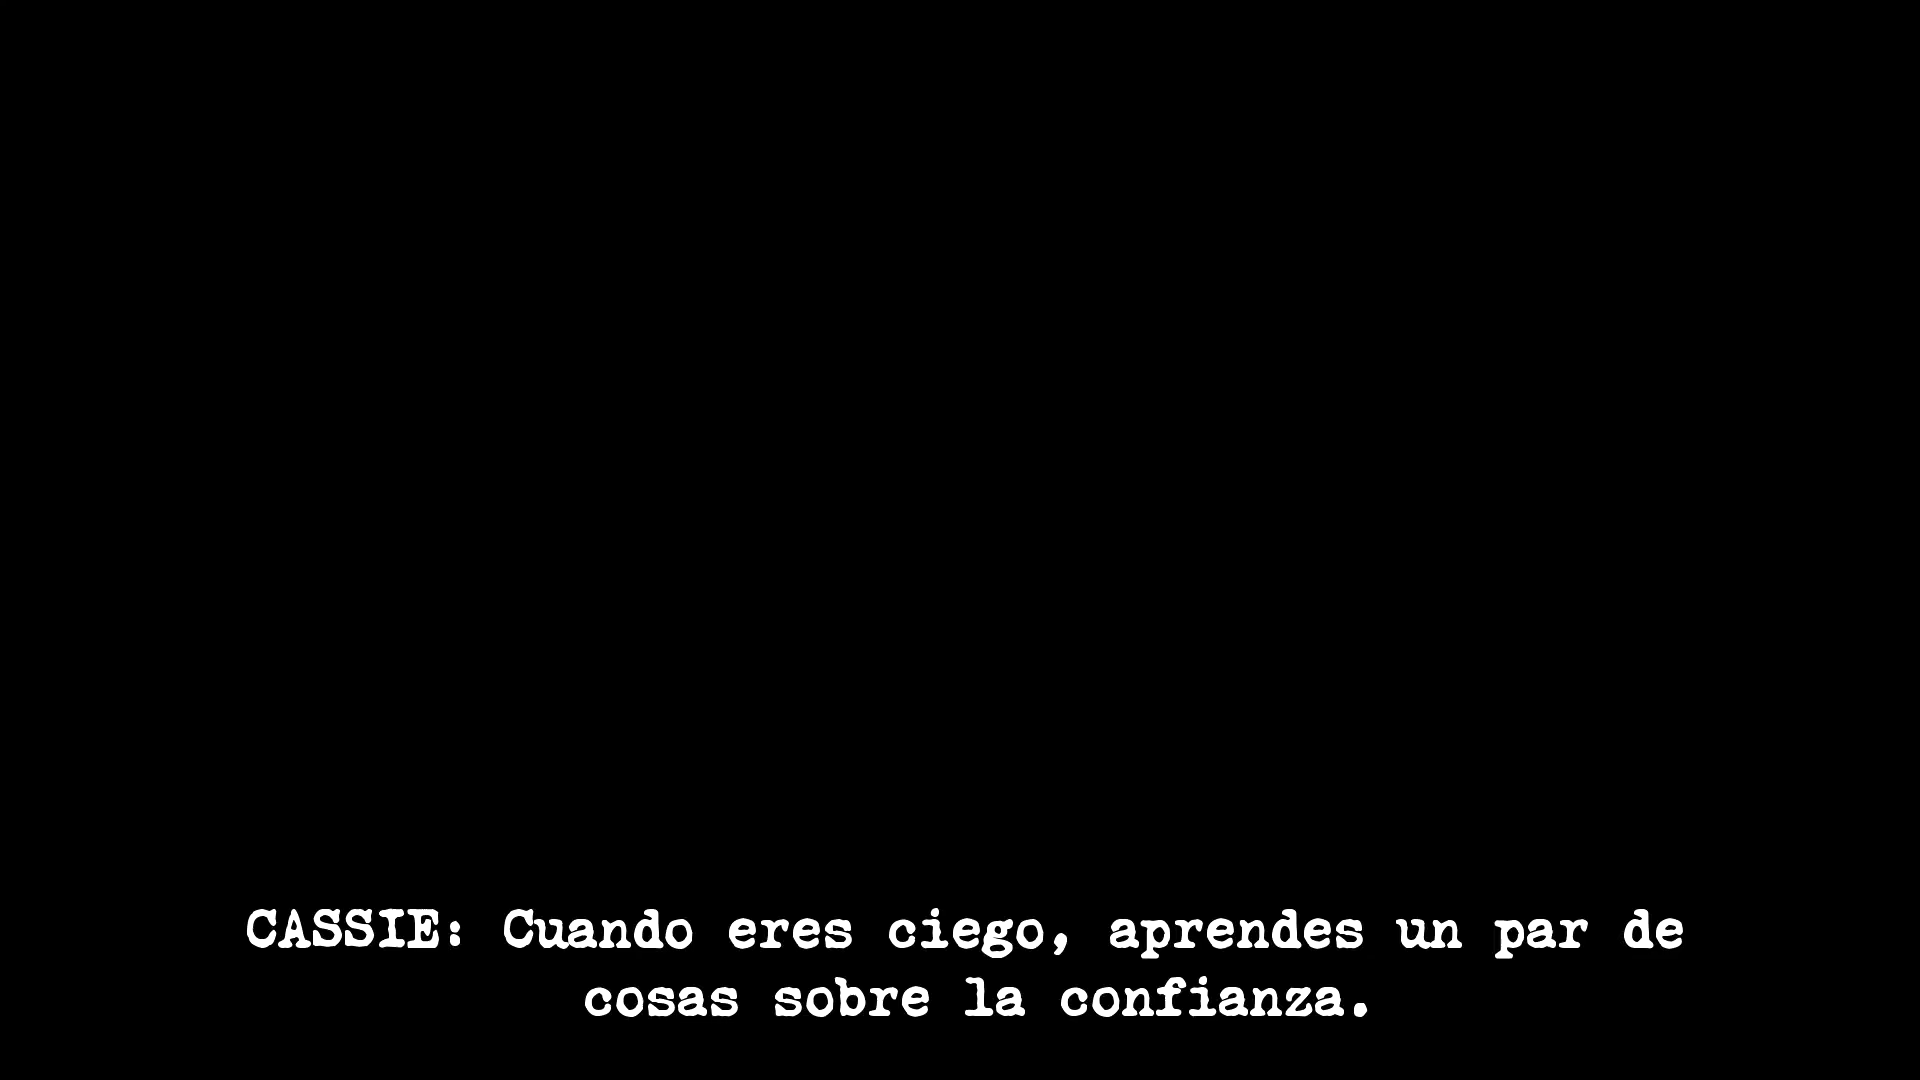 CASSIE: Cuando eres ciego, aprendes un par de
cosas sobre la confianza.